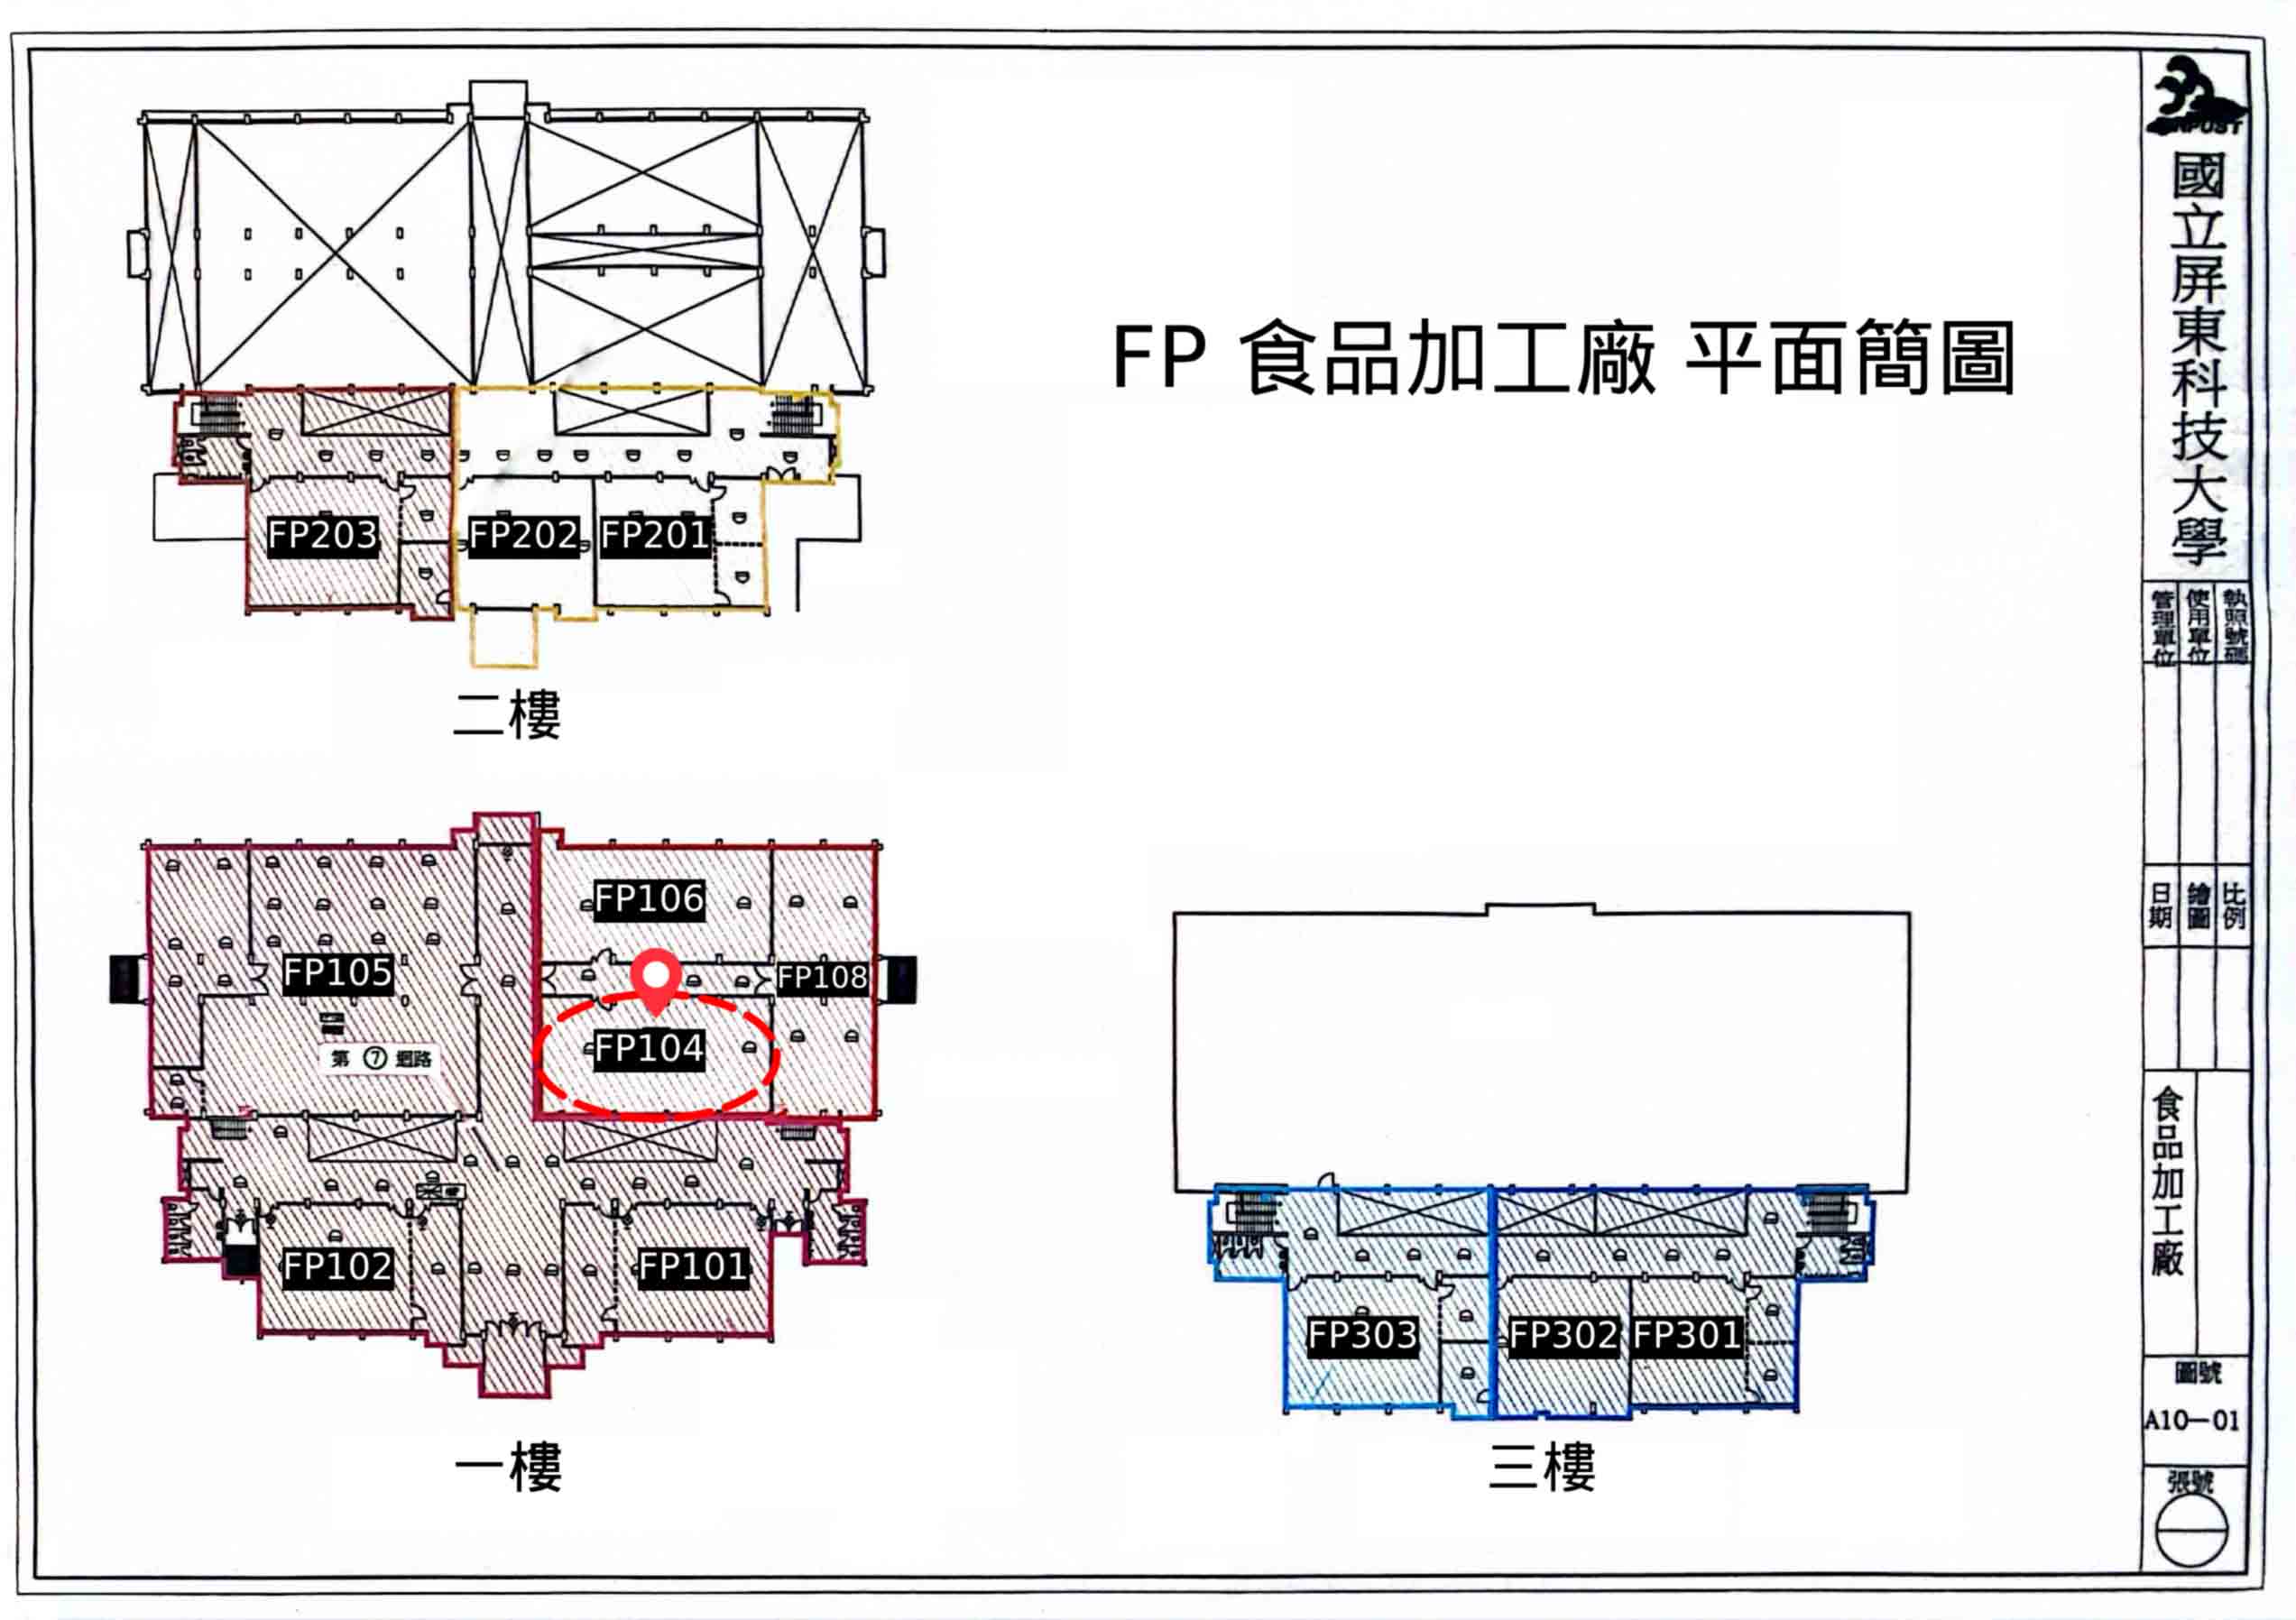 FP 食品加工廠 平面簡圖
FP203
FP202
FP201
二樓
FP106
FP105
FP108
FP104
第 ⑦ 迴路
FP102
FP101
一樓
FP303
FP302
FP301
三樓
NPUST
國立屏東科技大學
管理單位
使用單位
執照號碼
日期
繪圖
比例
食品加工廠
圖號
A10-01
張號